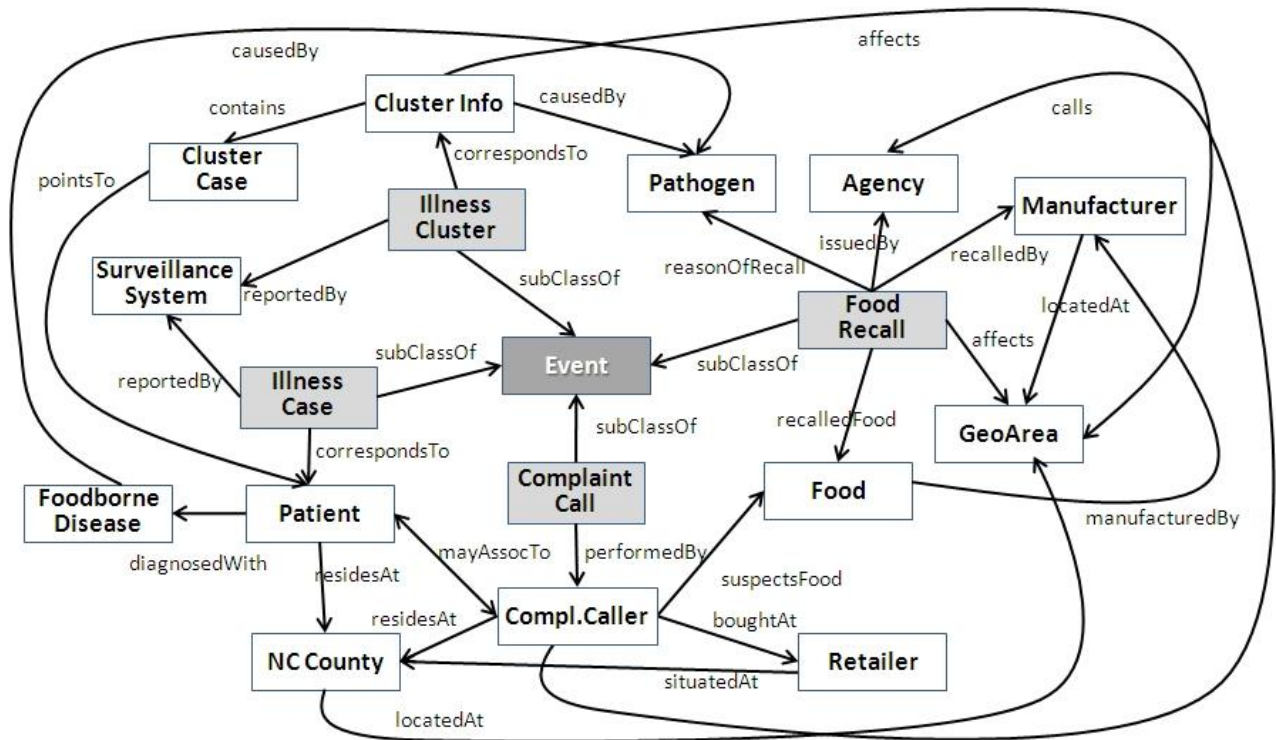 causedBy
affects
Cluster Info
causedBy
contains
calls
Cluster
Case
correspondsTo
pointsTo
Pathogen
Agency
Manufacturer
Illness
Cluster
issuedBy
recalledBy
reasonOfRecall
Surveillance
System
reportedBy
subClassOf
Food
Recall
locatedAt
affects
subClassOf
Event
subClassOf
reportedBy
Illness
Case
subClassOf
recalledFood
GeoArea
correspondsTo
Complaint
Call
Food
Foodborne
Disease
Patient
manufacturedBy
diagnosedWith
mayAssocTo
performedBy
residesAt
suspectsFood
residesAt
Compl.Caller
boughtAt
NC County
Retailer
situatedAt
locatedAt